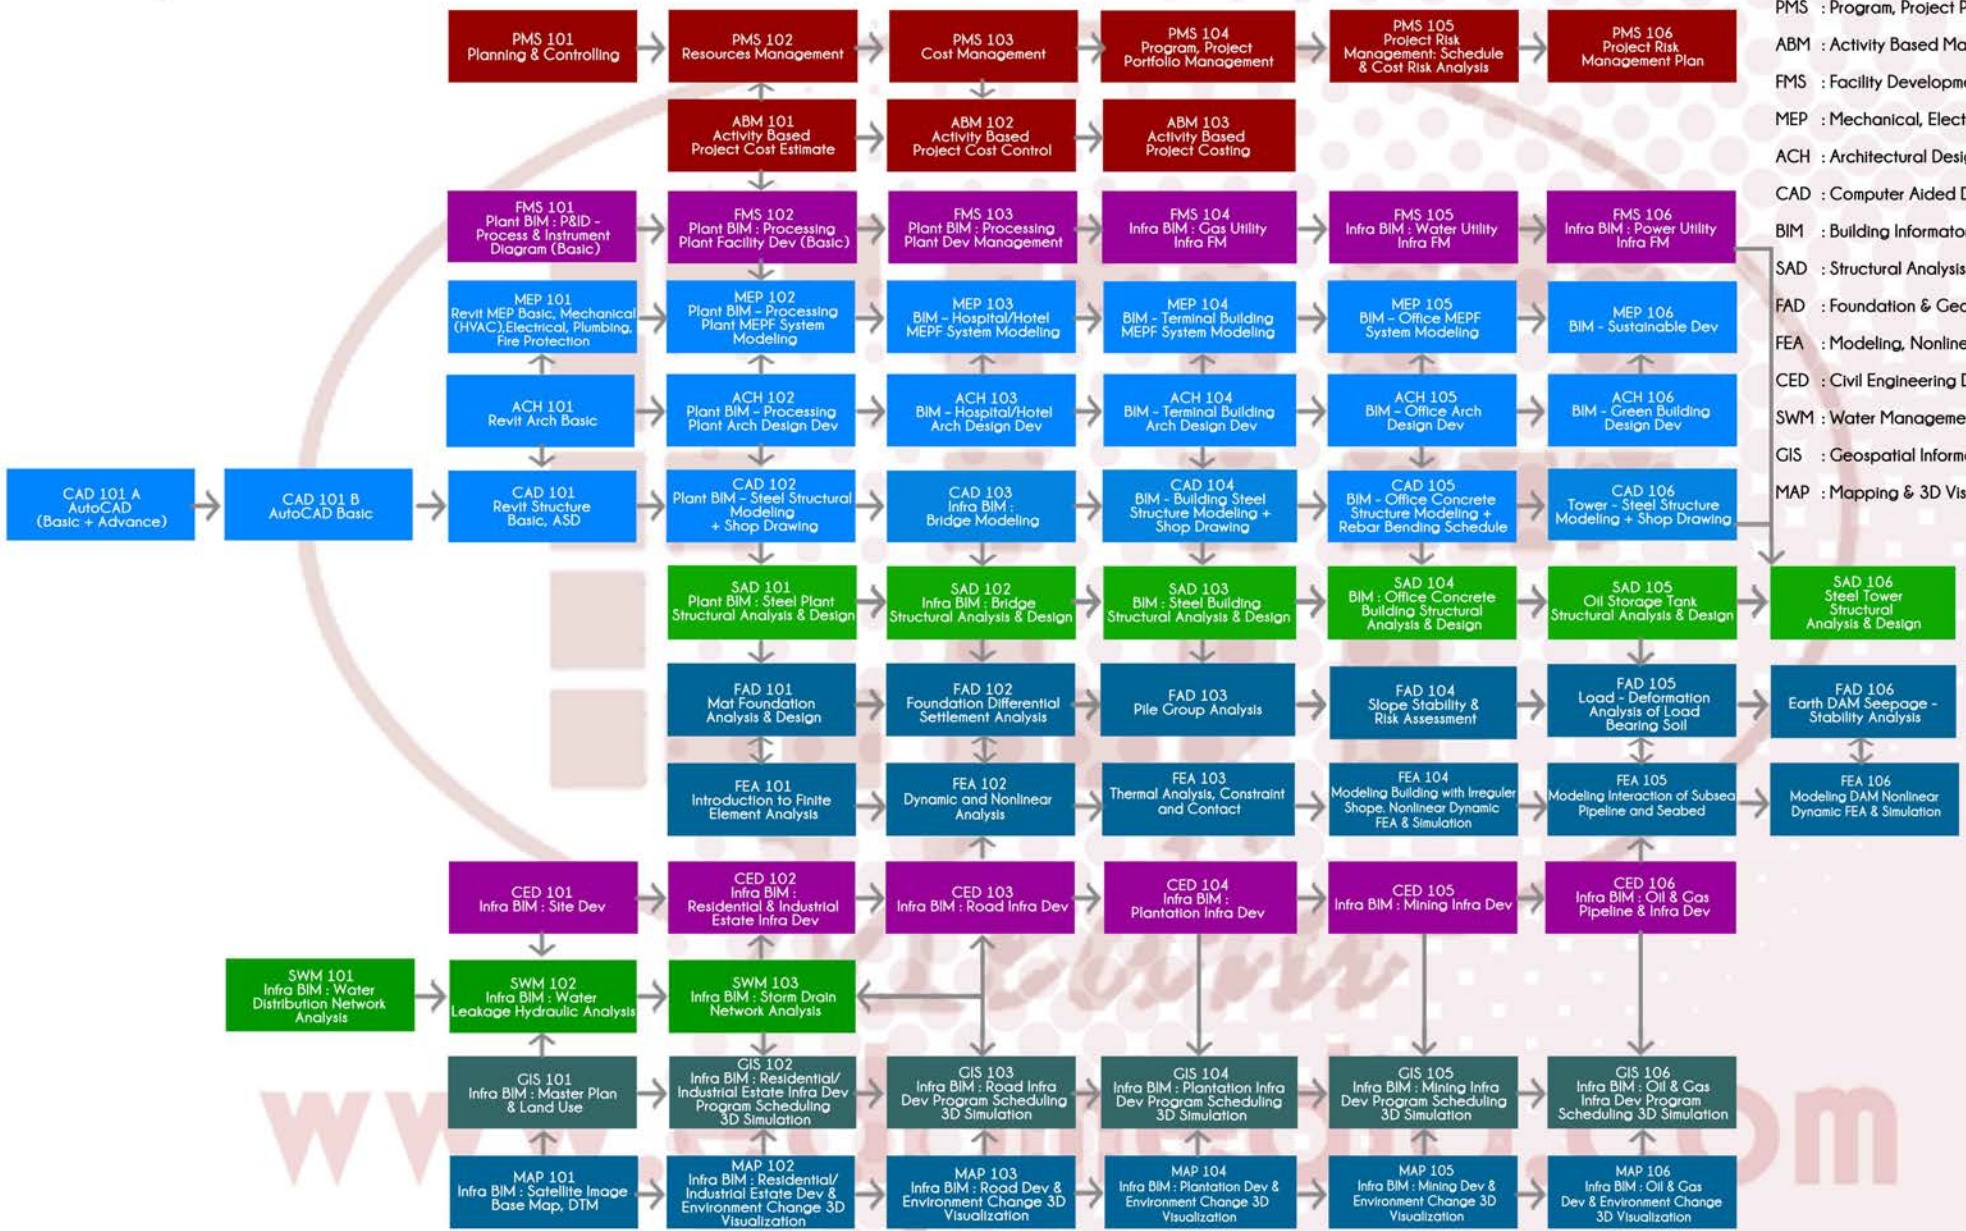 PMS 101
Planning & Controlling
PMS 102
Resources Management
PMS 103
Cost Management
PMS 104
Program, Project
Portfolio Management
PMS 105
Project Risk
Management: Schedule
& Cost Risk Analysis
PMS 106
Project Risk
Management Plan
ABM 101
Activity Based
Project Cost Estimate
ABM 102
Activity Based
Project Cost Control
ABM 103
Activity Based
Project Costing
FMS 101
Plant BIM : P&ID -
Process & Instrument
Diagram (Basic)
FMS 102
Plant BIM : Processing
Plant Facility Dev (Basic)
FMS 103
Plant BIM : Processing
Plant Dev Management
FMS 104
Infra BIM : Gas Utility
Infra FM
FMS 105
Infra BIM : Water Utility
Infra FM
FMS 106
Infra BIM : Power Utility
Infra FM
MEP 101
Revit MEP Basic, Mechanical
(HVAC),Electrical, Plumbing,
Fire Protection
MEP 102
Plant BIM - Processing
Plant MEPF System
Modeling
MEP 103
BIM - Hospital/Hotel
MEPF System Modeling
MEP 104
BIM - Terminal Building
MEPF System Modeling
MEP 105
BIM - Office MEPF
System Modeling
MEP 106
BIM - Sustainable Dev
ACH 101
Revit Arch Basic
ACH 102
Plant BIM - Processing
Plant Arch Design Dev
ACH 103
BIM - Hospital/Hotel
Arch Design Dev
ACH 104
BIM - Terminal Building
Arch Design Dev
ACH 105
BIM - Office Arch
Design Dev
ACH 106
BIM - Green Building
Design Dev
CAD 101 A
AutoCAD
(Basic + Advance)
CAD 101 B
AutoCAD Basic
CAD 101
Revit Structure
Basic, ASD
CAD 102
Plant BIM - Steel Structural
Modeling
+ Shop Drawing
CAD 103
Infra BIM :
Bridge Modeling
CAD 104
BIM - Building Steel
Structure Modeling +
Shop Drawing
CAD 105
BIM - Office Concrete
Structure Modeling +
Rebar Bending Schedule
CAD 106
Tower - Steel Structure
Modeling + Shop Drawing
SAD 101
Plant BIM : Steel Plant
Structural Analysis & Design
SAD 102
Infra BIM : Bridge
Structural Analysis & Design
SAD 103
BIM : Steel Building
Structural Analysis & Design
SAD 104
BIM : Office Concrete
Building Structural
Analysis & Design
SAD 105
Oil Storage Tank
Structural Analysis & Design
SAD 106
Steel Tower
Structural
Analysis & Design
FAD 101
Mat Foundation
Analysis & Design
FAD 102
Foundation Differential
Settlement Analysis
FAD 103
Pile Group Analysis
FAD 104
Slope Stability &
Risk Assessment
FAD 105
Load - Deformation
Analysis of Load
Bearing Soil
FAD 106
Earth DAM Seepage -
Stability Analysis
FEA 101
Introduction to Finite
Element Analysis
FEA 102
Dynamic and Nonlinear
Analysis
FEA 103
Thermal Analysis, Constraint
and Contact
FEA 104
Modeling Building with Irreguler
Shape. Nonlinear Dynamic
FEA & Simulation
FEA 105
Modeling Interaction of Subsea
Pipeline and Seabed
FEA 106
Modeling DAM Nonlinear
Dynamic FEA & Simulation
CED 101
Infra BIM : Site Dev
CED 102
Infra BIM :
Residential & Industrial
Estate Infra Dev
CED 103
Infra BIM : Road Infra Dev
CED 104
Infra BIM :
Plantation Infra Dev
CED 105
Infra BIM : Mining Infra Dev
CED 106
Infra BIM : Oil & Gas
Pipeline & Infra Dev
SWM 101
Infra BIM : Water
Distribution Network
Analysis
SWM 102
Infra BIM : Water
Leakage Hydraulic Analysis
SWM 103
Infra BIM : Storm Drain
Network Analysis
GIS 101
Infra BIM : Master Plan
& Land Use
GIS 102
Infra BIM : Residential/
Industrial Estate Infra Dev
Program Scheduling
3D Simulation
GIS 103
Infra BIM : Road Infra
Dev Program Scheduling
3D Simulation
GIS 104
Infra BIM : Plantation Infra
Dev Program Scheduling
3D Simulation
GIS 105
Infra BIM : Mining Infra
Dev Program Scheduling
3D Simulation
GIS 106
Infra BIM : Oil & Gas
Infra Dev Program
Scheduling 3D Simulation
MAP 101
Infra BIM : Satellite Image
Base Map, DTM
MAP 102
Infra BIM : Residential/
Industrial Estate Dev &
Environment Change 3D
Visualization
MAP 103
Infra BIM : Road Dev &
Environment Change 3D
Visualization
MAP 104
Infra BIM : Plantation Dev &
Environment Change 3D
Visualization
MAP 105
Infra BIM : Mining Dev &
Environment Change 3D
Visualization
MAP 106
Infra BIM : Oil & Gas
Dev & Environment Change
3D Visualization
PMS : Program, Project
ABM : Activity Based
FMS : Facility
MEP : Mechanical,
ACH : Architectural
CAD : Computer Aided
BIM : Building
SAD : Structural Analysis
FAD : Foundation &
FEA : Modeling,
CED : Civil Engineering
SWM : Water
GIS : Geospatial
MAP : Mapping & 3D